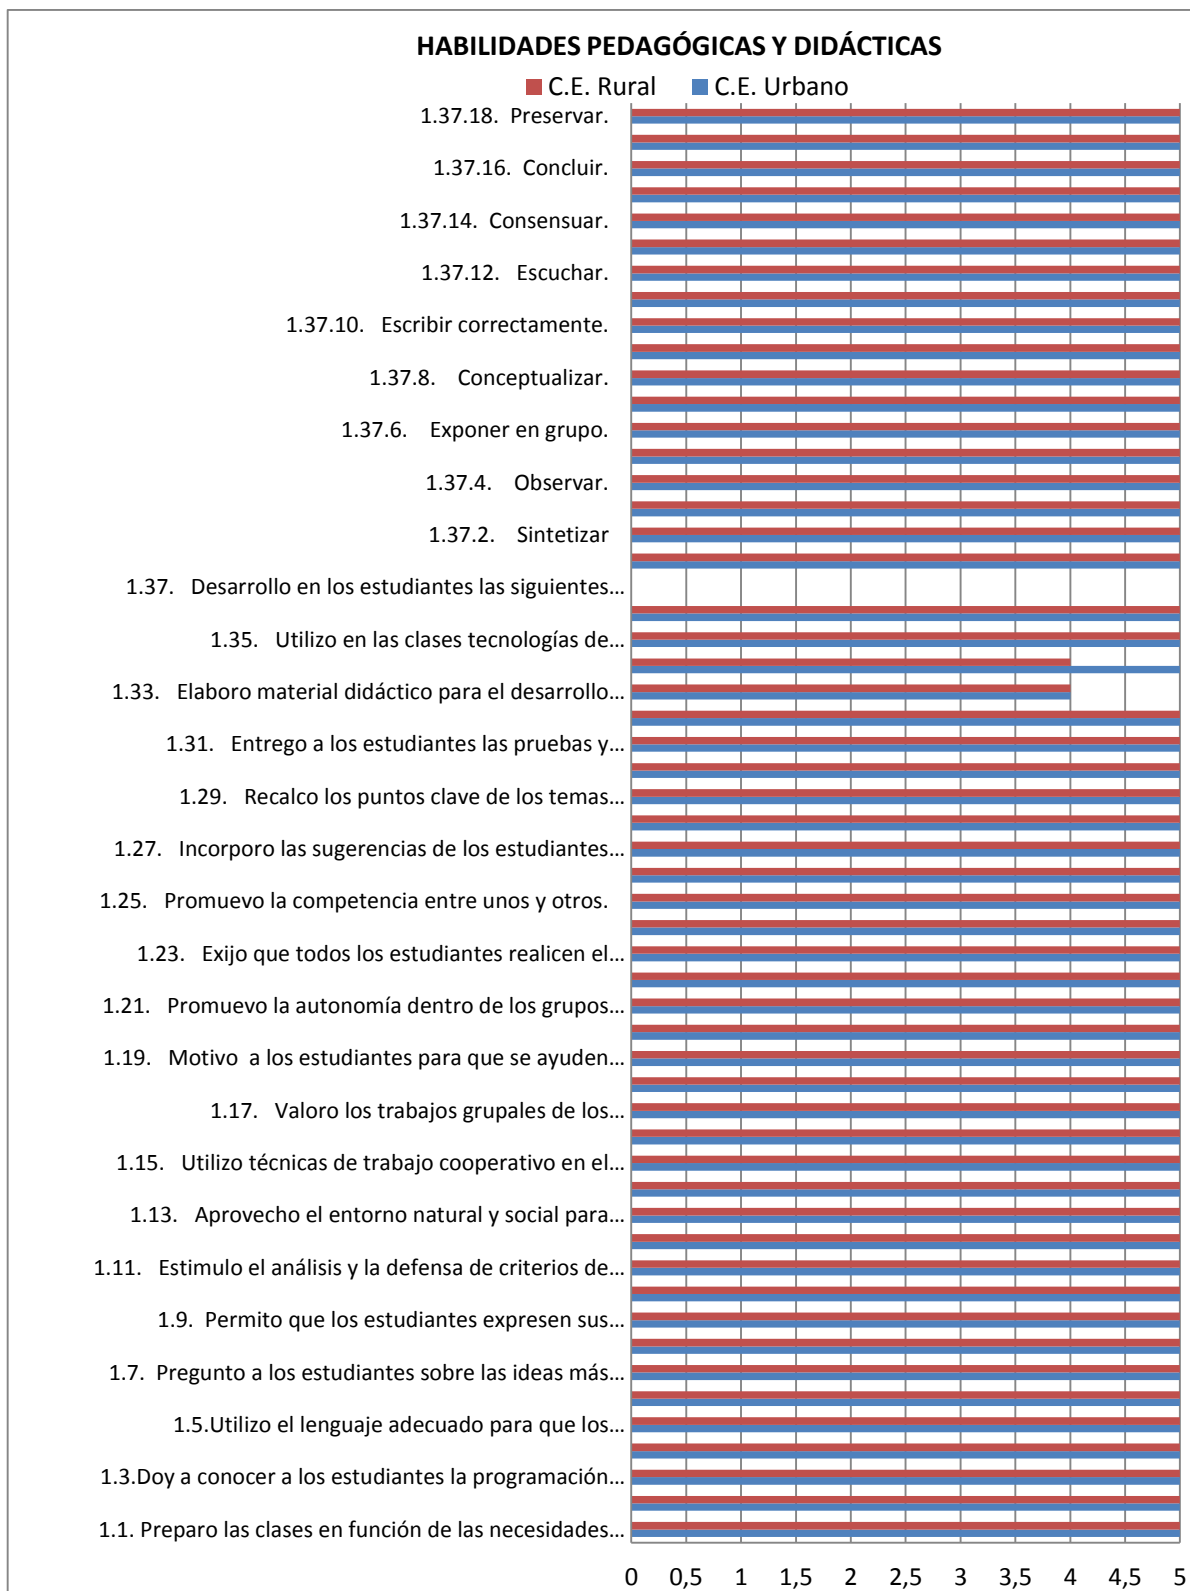 HABILIDADES PEDAGÓGICAS Y DIDÁCTICAS
C.E. Rural C.E. Urbano
1.37.18. Preservar.
1.37.16. Concluir.
1.37.14. Consensuar.
1.37.12. Escuchar.
1.37.10. Escribir correctamente.
1.37.8. Conceptualizar.
1.37.6. Exponer en grupo.
1.37.4. Observar.
1.37.2. Sintetizar
1.37. Desarrollo en los estudiantes las siguientes...
1.35. Utilizo en las clases tecnologías de...
1.33. Elaboro material didáctico para el desarrollo...
1.31. Entrego a los estudiantes las pruebas y...
1.29. Recalco los puntos clave de los temas...
1.27. Incorporo las sugerencias de los estudiantes...
1.25. Promuevo la competencia entre unos y otros.
1.23. Exijo que todos los estudiantes realicen el...
1.21. Promuevo la autonomía dentro de los grupos...
1.19. Motivo a los estudiantes para que se ayuden...
1.17. Valoro los trabajos grupales de los...
1.15. Utilizo técnicas de trabajo cooperativo en el...
1.13. Aprovecho el entorno natural y social para...
1.11. Estimulo el análisis y la defensa de criterios de...
1.9. Permito que los estudiantes expresen sus...
1.7. Pregunto a los estudiantes sobre las ideas más...
1.5.Utilizo el lenguaje adecuado para que los...
1.3.Doy a conocer a los estudiantes la programación...
1.1. Preparo las clases en función de las necesidades...
0 0,5 1 1,5 2 2,5 3 3,5 4 4,5 5